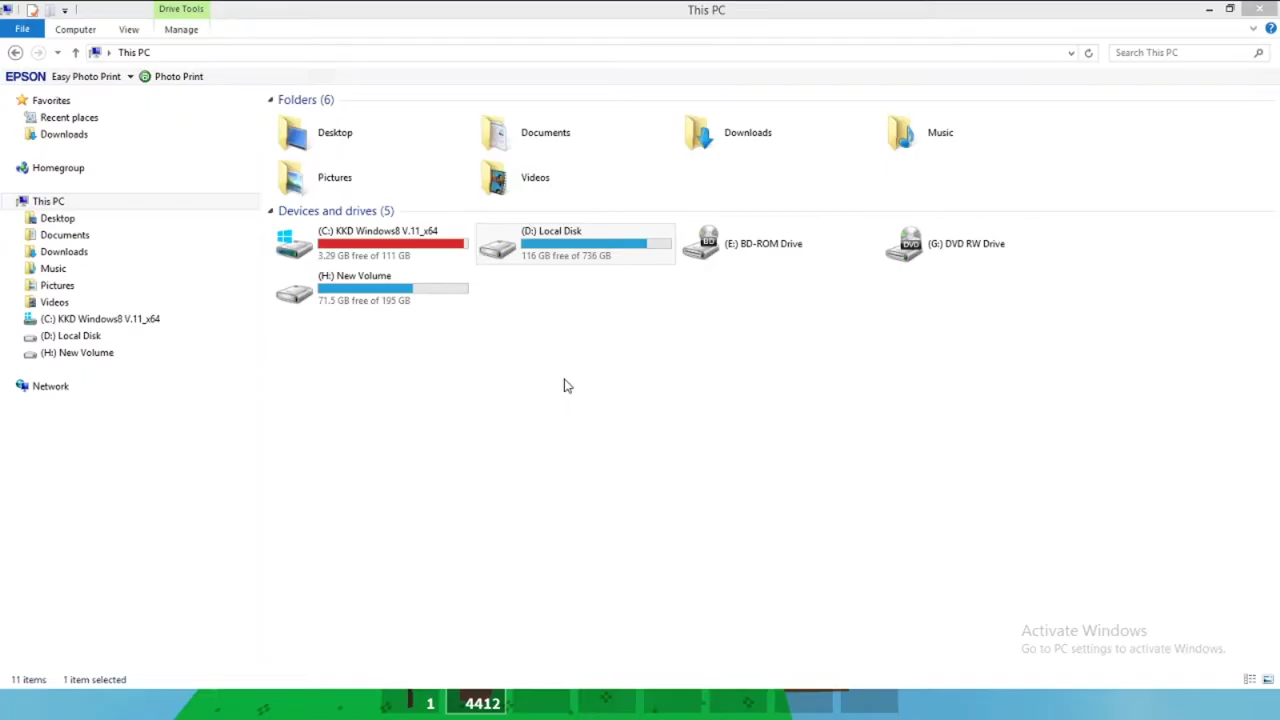 Drive Tools
This PC
File
Computer
View
Manage
This PC
Search This PC
EPSON Easy Photo Print Photo Print
Favorites
Recent places
Downloads
Homegroup
This PC
Desktop
Documents
Downloads
Music
Pictures
Videos
(C:) KKD Windows8 V.11_x64
(D:) Local Disk
(H:) New Volume
Network
Folders (6)
Desktop
Documents
Downloads
Music
Pictures
Videos
Devices and drives (5)
(C:) KKD Windows8 V.11_x64
3.29 GB free of 111 GB
(D:) Local Disk
116 GB free of 736 GB
BD
(E:) BD-ROM Drive
DVD
(G:) DVD RW Drive
(H:) New Volume
71.5 GB free of 195 GB
Activate Windows
Go to PC settings to activate Windows.
11 items
1 item selected
1
4412